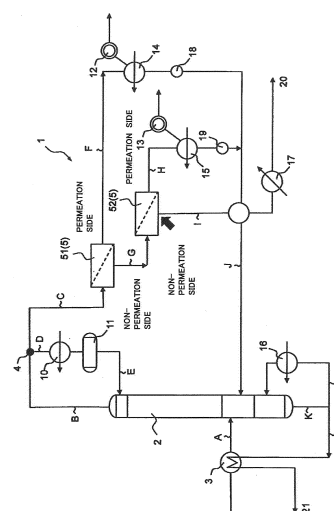 1
12
14
18
F
PERMEATION SIDE
13
15
19
20
PERMEATION SIDE
H
52(5)
17
51(5)
G
I
NON-PERMEATION SIDE
NON-PERMEATION SIDE
C
4
D
10
11
E
J
B
2
16
A
K
3
21